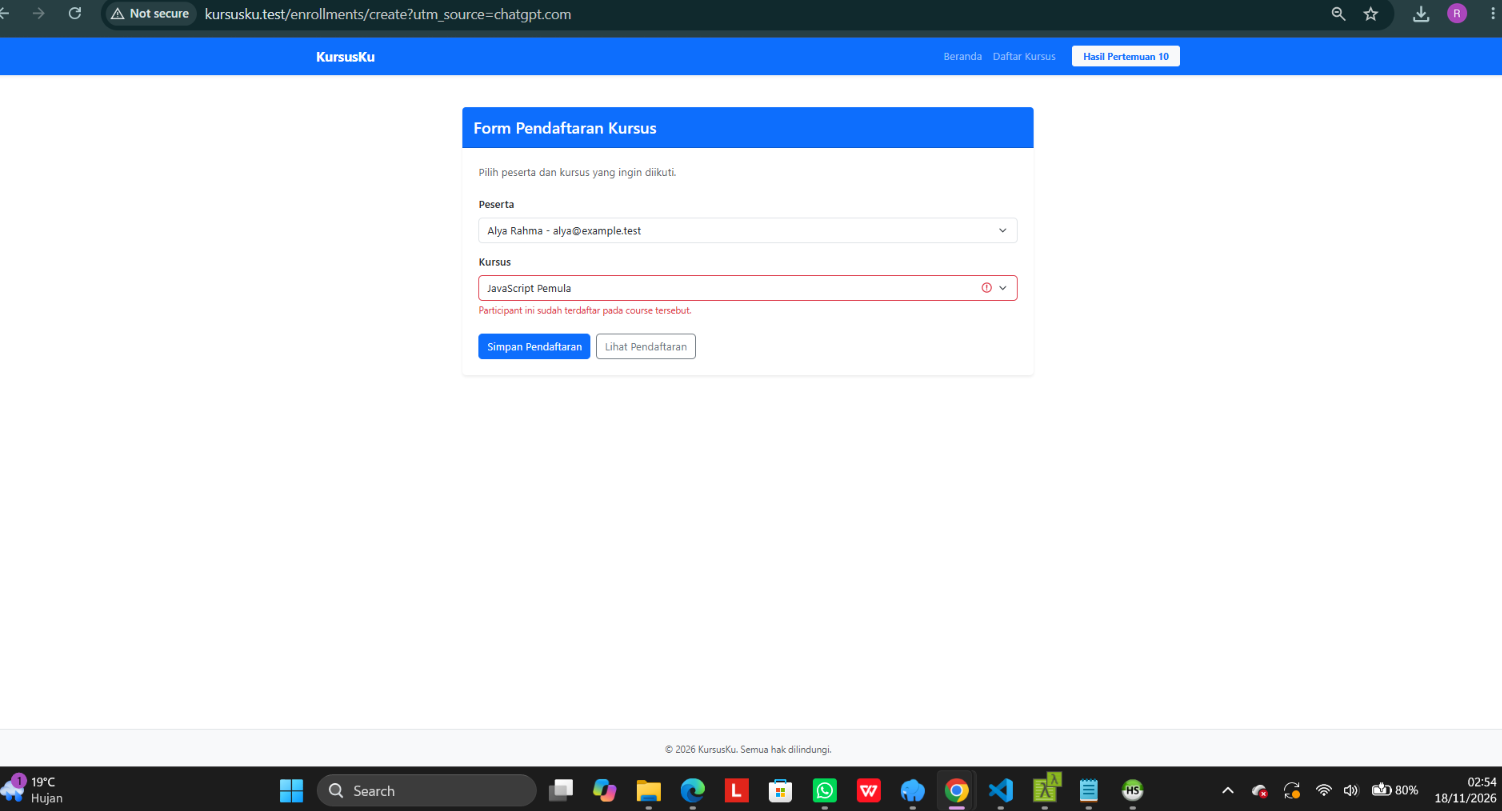 Not secure
kursusku.test/enrollments/create?utm_source=chatgpt.com
R
KursusKu
Beranda
Daftar Kursus
Hasil Pertemuan 10
Form Pendaftaran Kursus
Pilih peserta dan kursus yang ingin diikuti.
Peserta
Alya Rahma - alya@example.test
Kursus
JavaScript Pemula
Participant ini sudah terdaftar pada course tersebut.
Simpan Pendaftaran
Lihat Pendaftaran
© 2026 KursusKu. Semua hak dilindungi.
1
19°C
Hujan
Search
L
W
λ
λ
HS
80%
02:54
18/11/2026